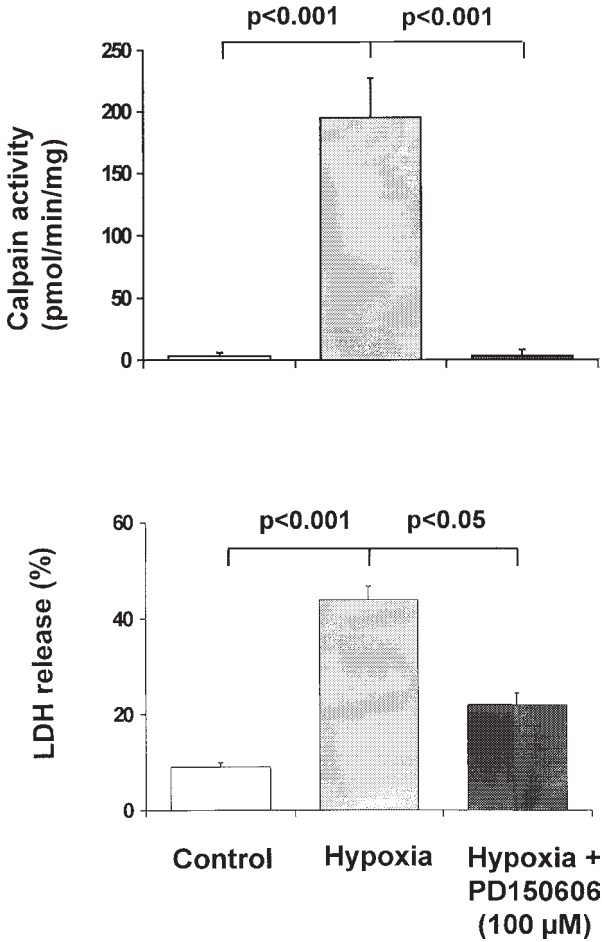 p<0.001 p<0.001
Calpain activity
(pmol/min/mg)
250
200
150
100
50
0
p<0.001 p<0.05
LDH release (%)
60
40
20
0
Control
Hypoxia
Hypoxia +
PD150606
(100 µM)